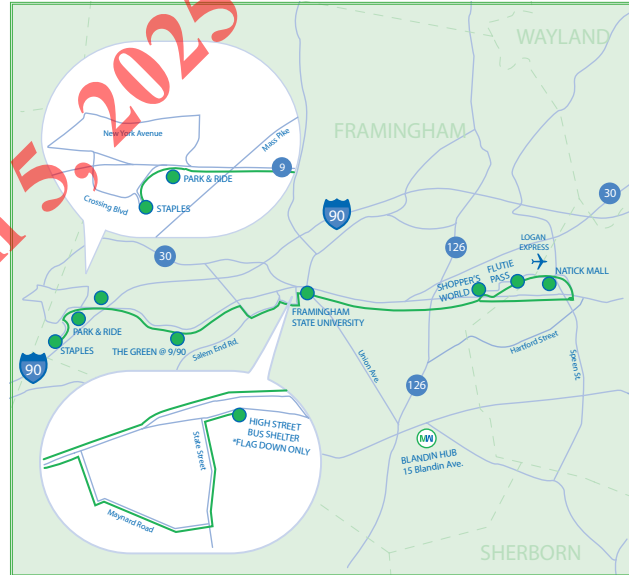 WAYLAND
FRAMINGHAM
5, 2025
New York Avenue
Mass Pike
9
PARK & RIDE
Crossing Blvd
STAPLES
30
90
30
126
LOGAN
EXPRESS
FLUTIE
PASS
SHOPPER'S
WORLD
NATICK MALL
FRAMINGHAM
STATE UNIVERSITY
PARK & RIDE
STAPLES
THE GREEN @ 9/90
Salem End Rd.
90
Hartford Street
Union Ave.
Speen St.
126
HIGH STREET
BUS SHELTER
*FLAG DOWN ONLY
State Street
Maynard Road
MW
BLANDIN HUB
15 Blandin Ave.
SHERBORN